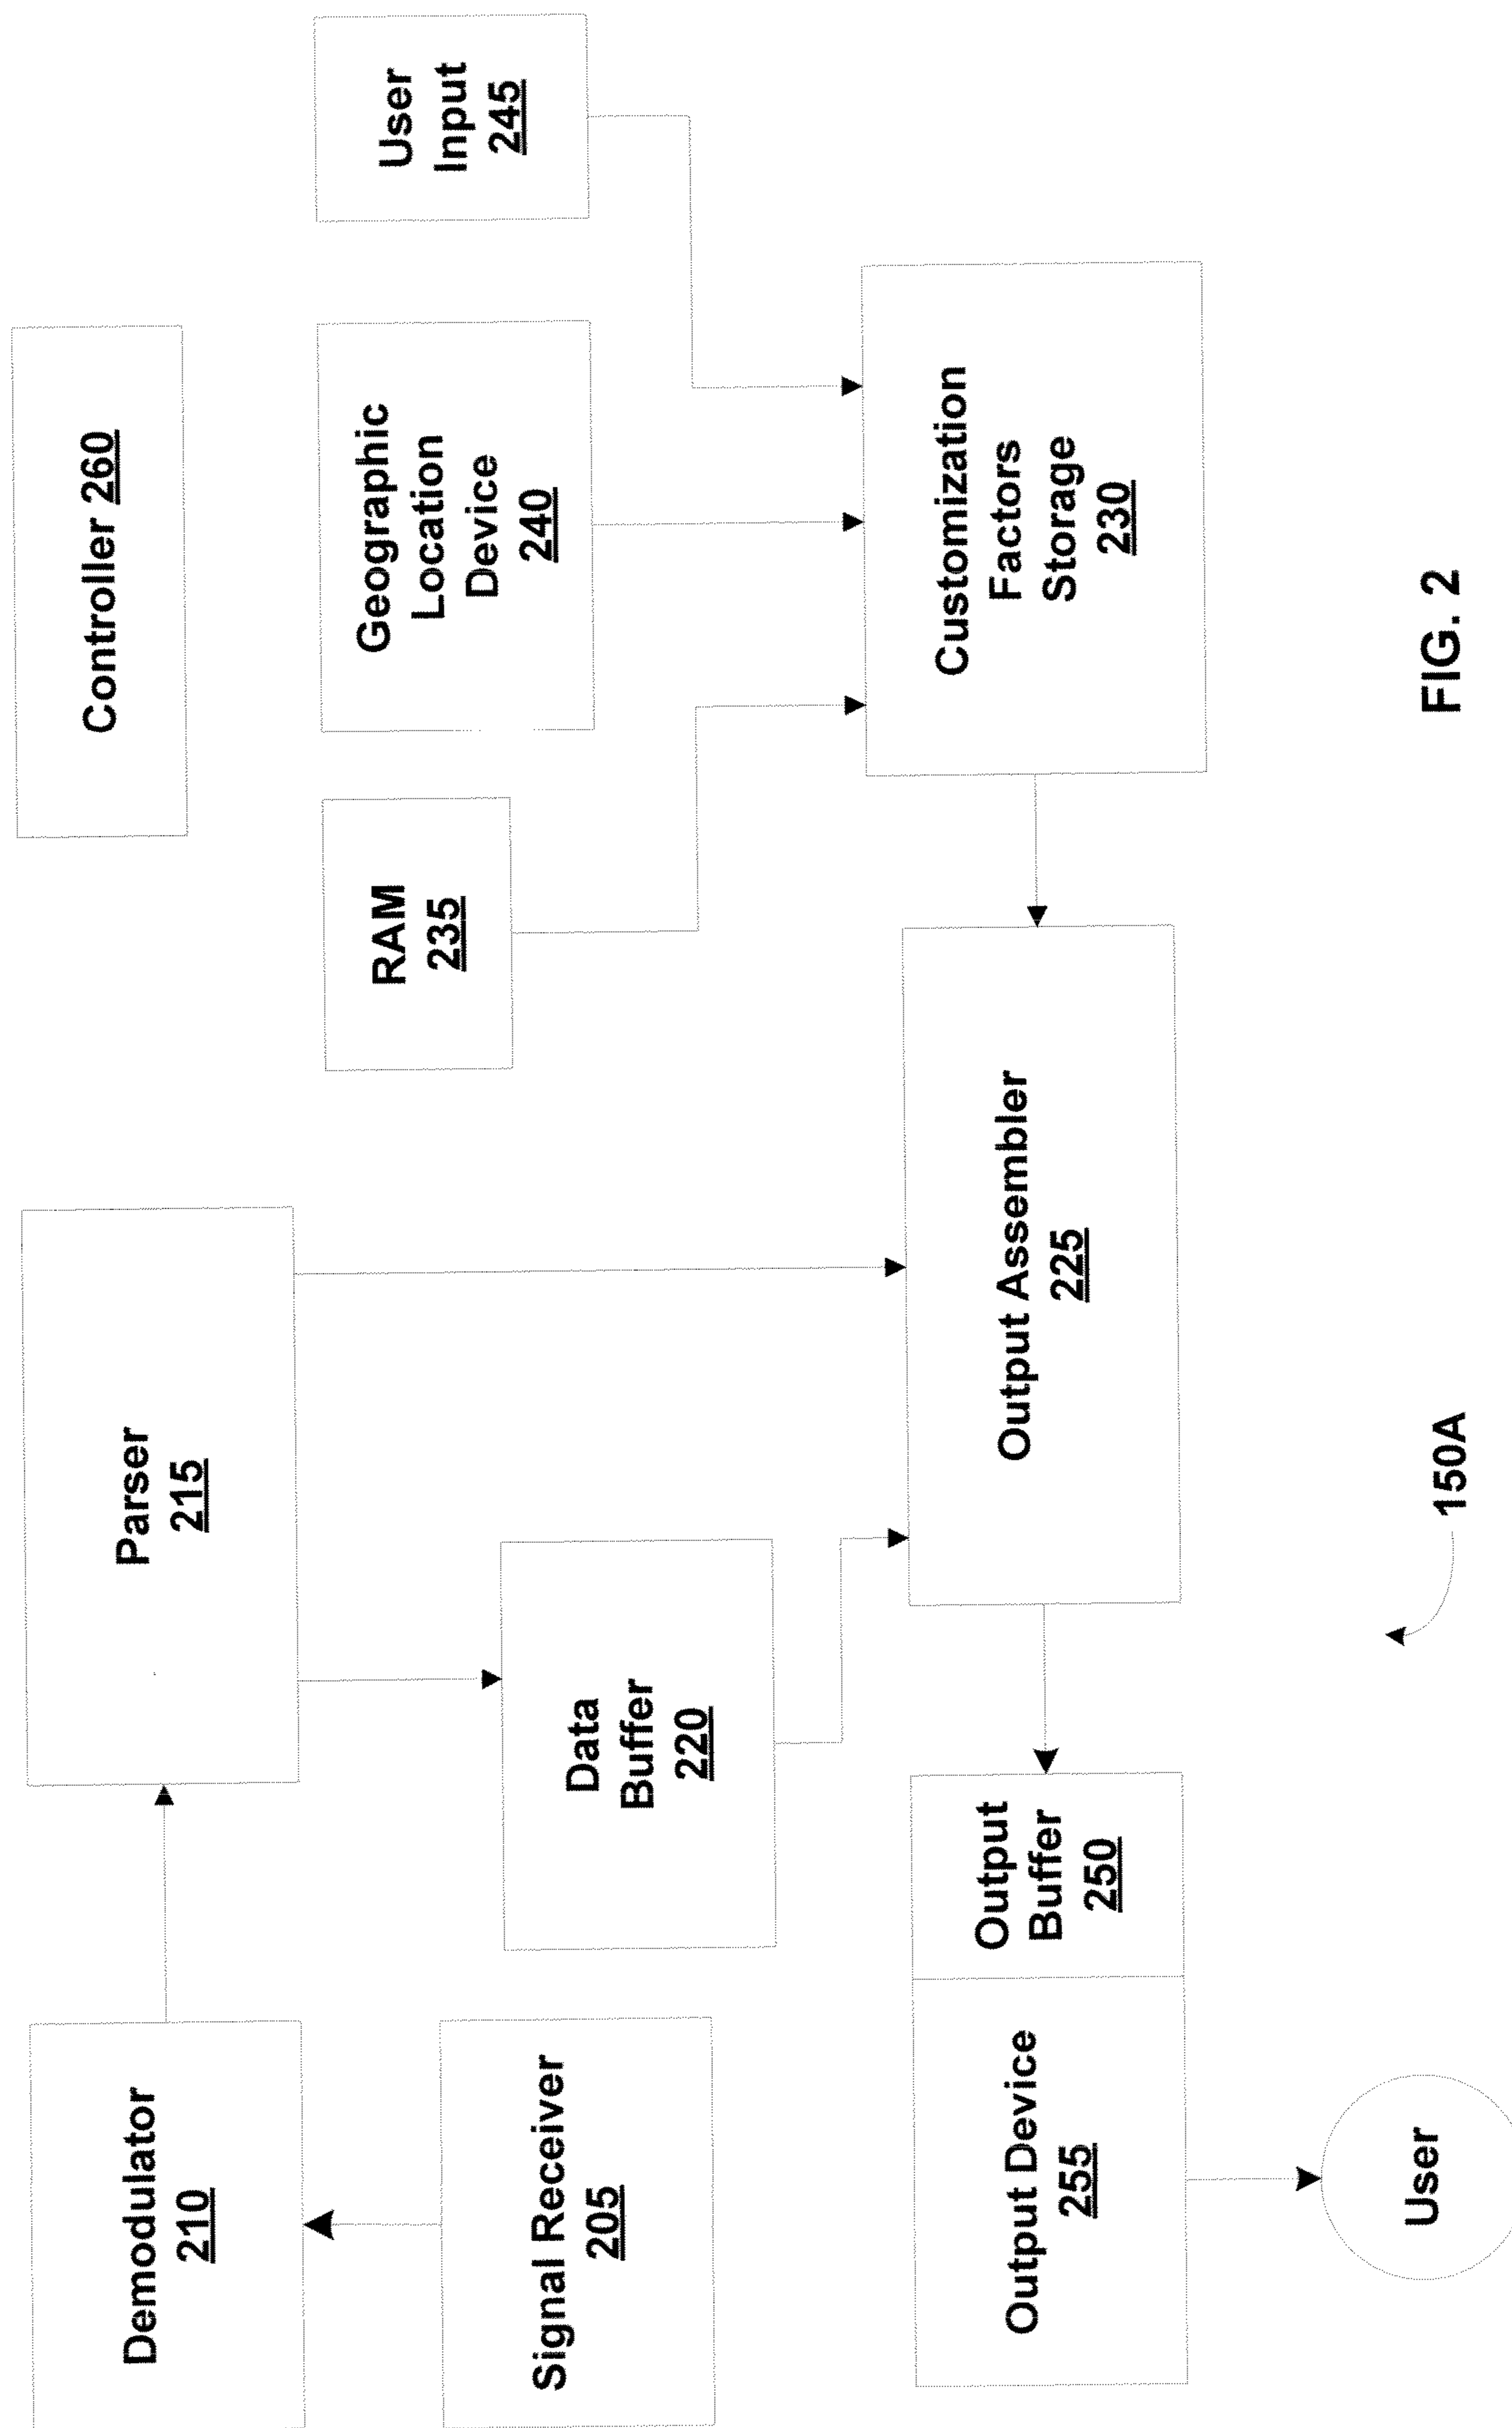 Demodulator
210
Parser
215
Controller 260
Signal Receiver
205
Data
Buffer
220
RAM
235
Geographic
Location
Device
240
User
Input
245
Output Device
255
Output
Buffer
250
Output Assembler
225
Customization
Factors
Storage
230
User
150A
FIG. 2